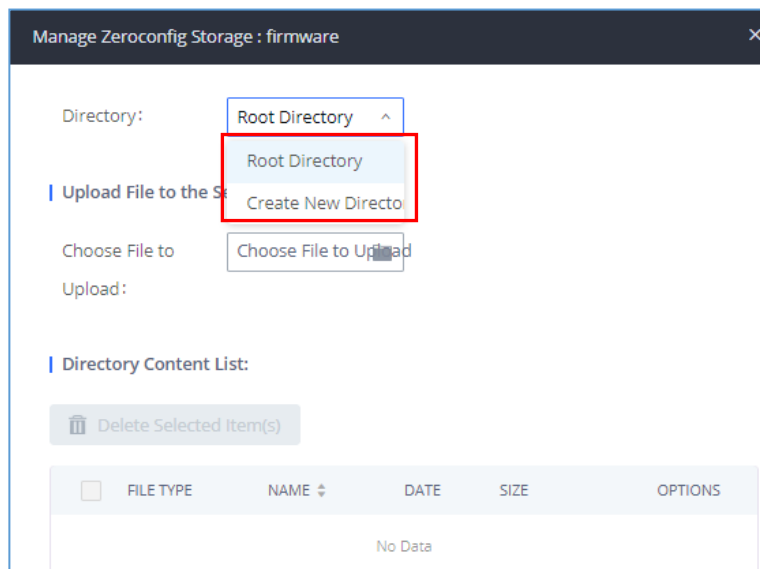 Manage Zeroconfig Storage : firmware
Directory:
Root Directory
Root Directory
Create New Directo
Upload File to the Se
Choose File to
Upload:
Choose File to Upload
Directory Content List:
Delete Selected Item(s)
FILE TYPE NAME DATE SIZE OPTIONS
No Data